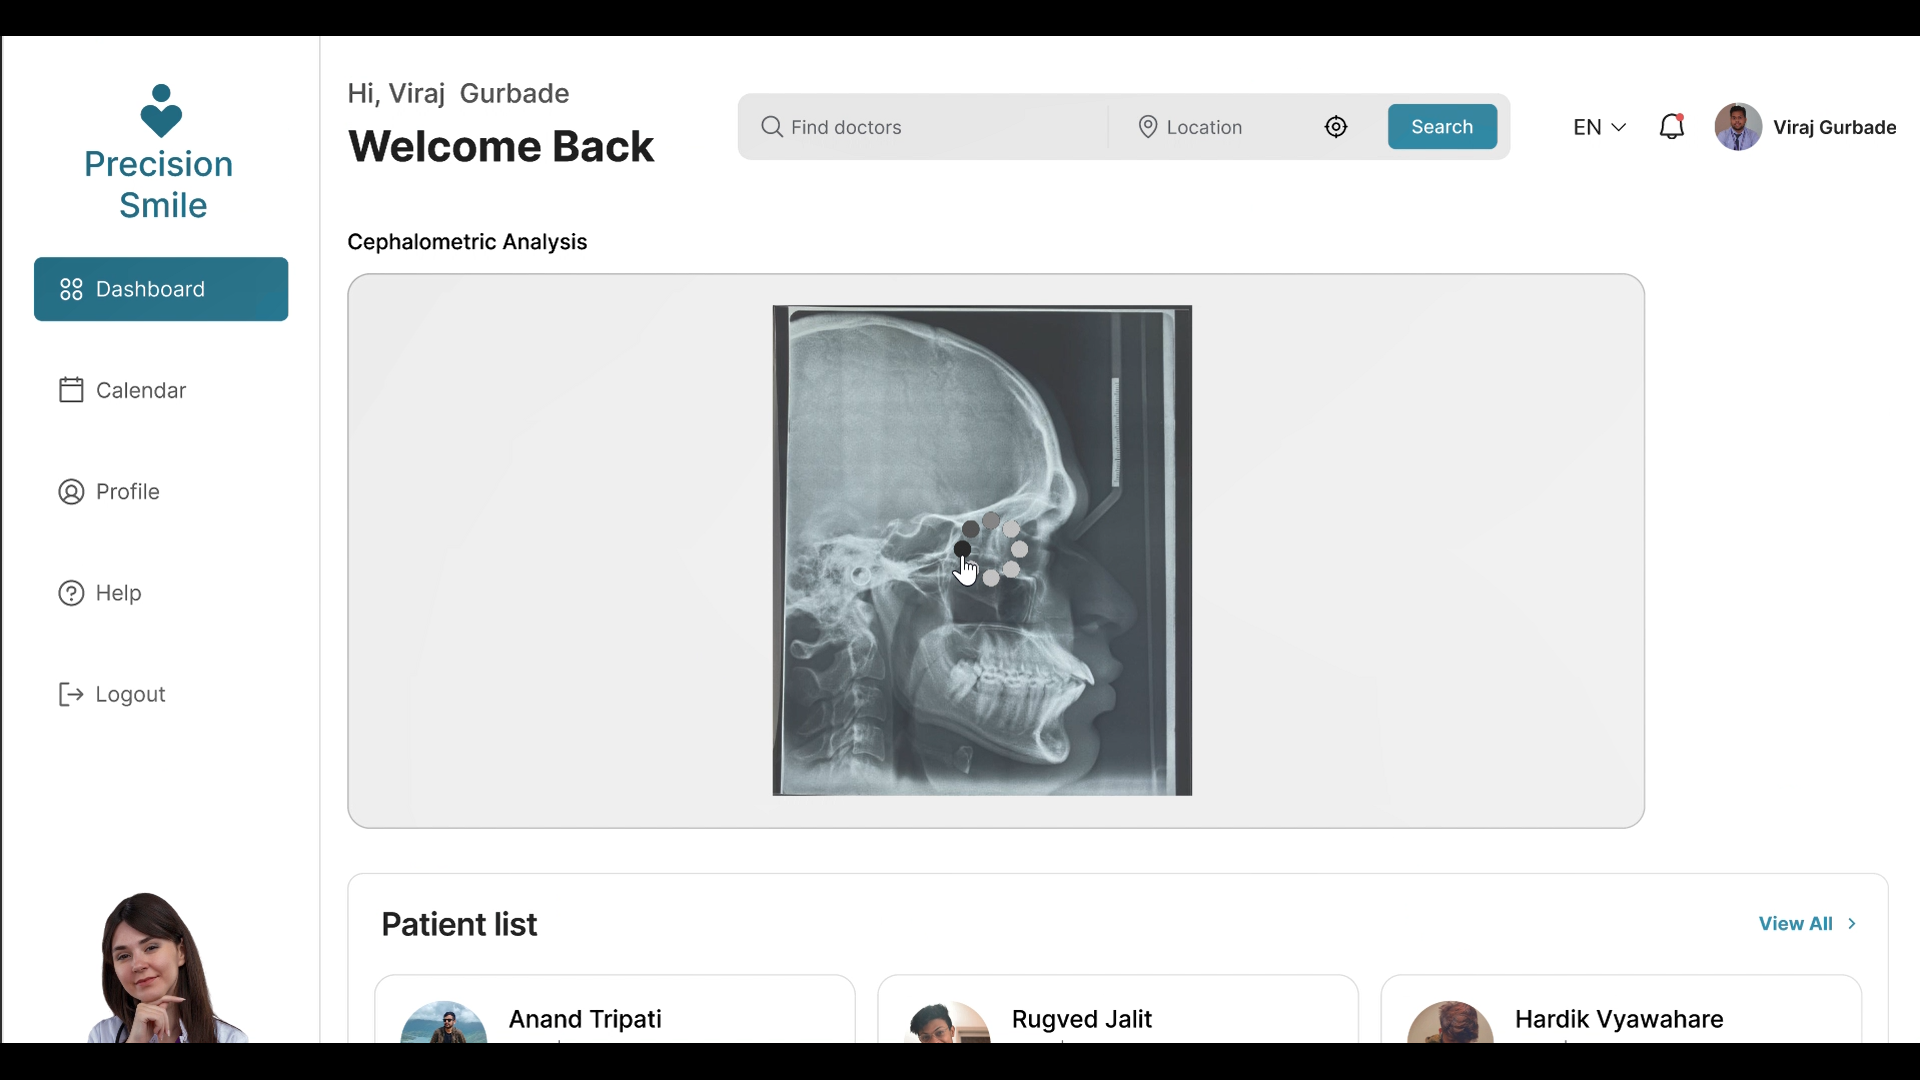 Precision
Smile
Dashboard
Calendar
Profile
Help
Logout
Hi, Viraj Gurbade
Welcome Back
Find doctors
Location
Search
EN
Viraj Gurbade
Cephalometric Analysis
Patient list
View All
Anand Tripati
Rugved Jalit
Hardik Vyawahare